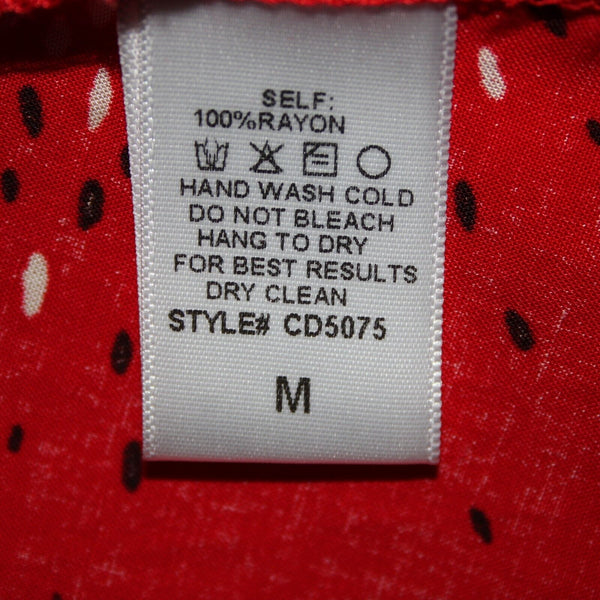 SELF:
100%RAYON
HAND WASH COLD
DO NOT BLEACH
HANG TO DRY
FOR BEST RESULTS
DRY CLEAN
STYLE# CD5075
M